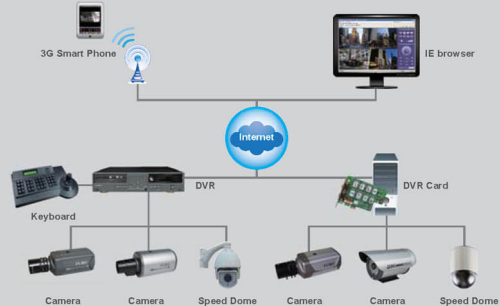 3G Smart Phone
IE browser
Internet
DVR
DVR Card
Keyboard
Camera
Camera
Speed Dome
Camera
Camera
Speed Dome